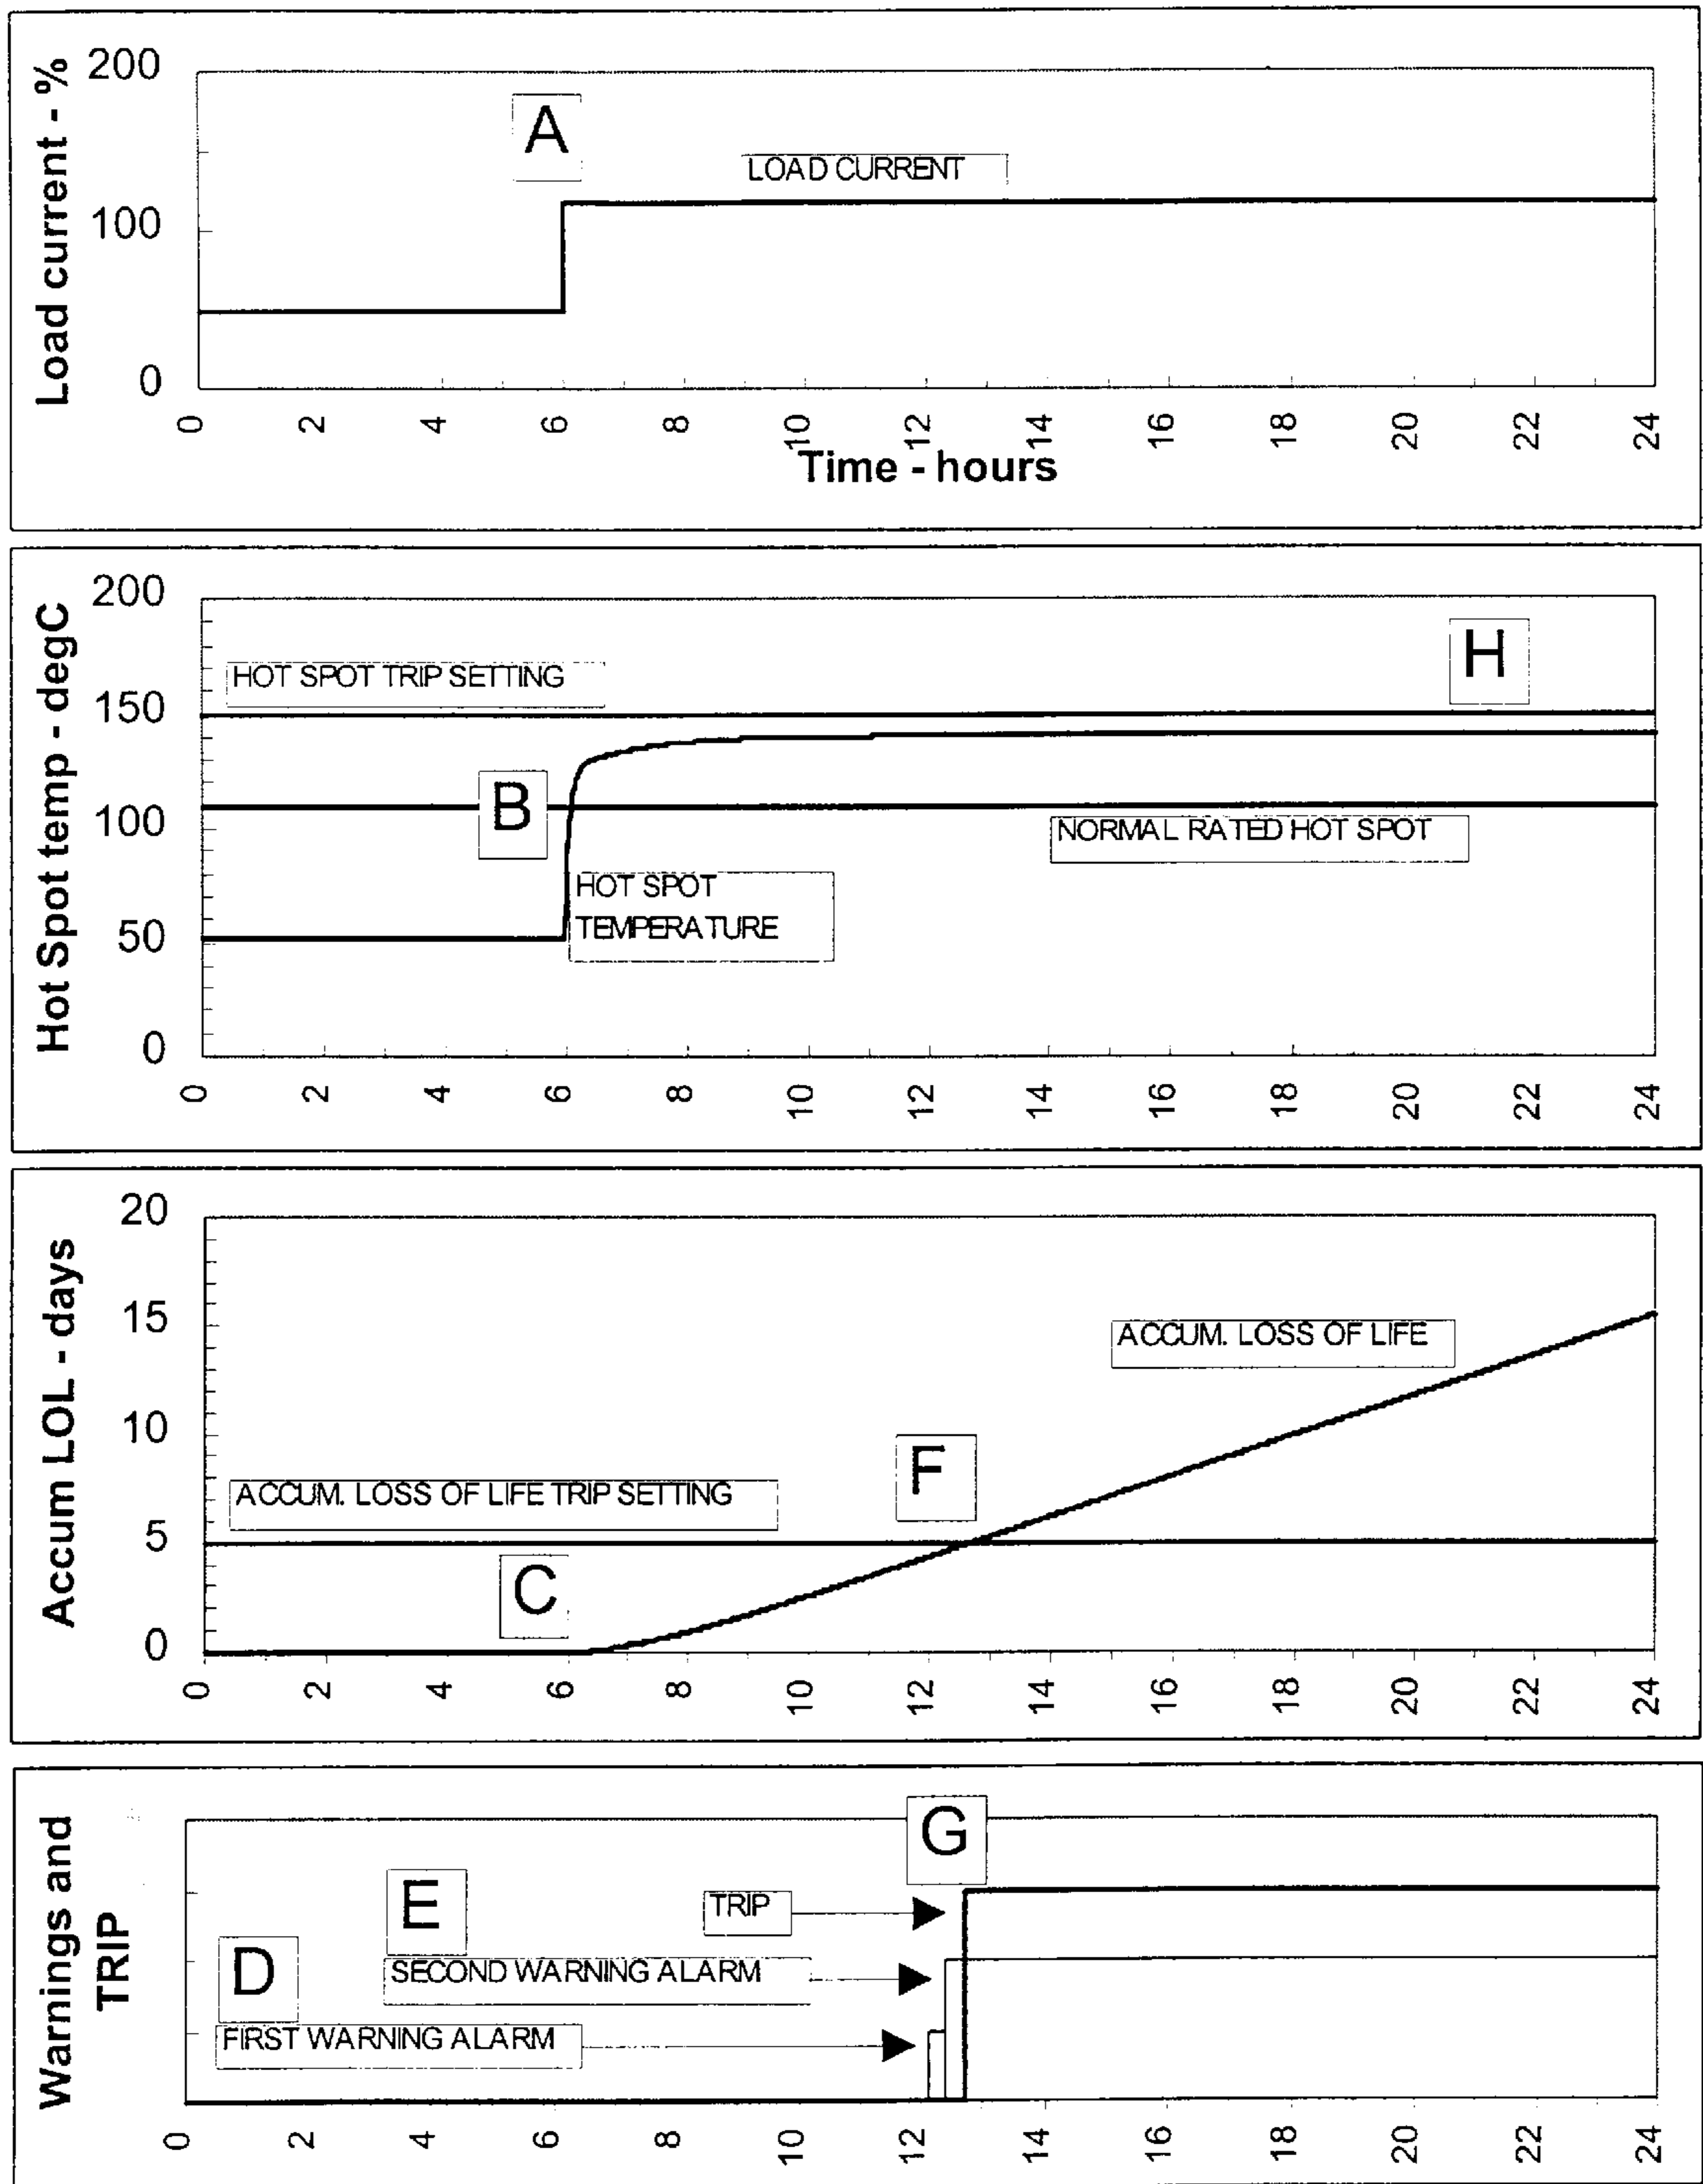 Load current - %
200
100
0
A
LOAD CURRENT
0 2 4 6 8 10 12 14 16 18 20 22 24
Time - hours
Hot Spot temp - degC
200
150
100
50
0
HOT SPOT TRIP SETTING
H
B
NORMAL RATED HOT SPOT
HOT SPOT
TEMPERATURE
0 2 4 6 8 10 12 14 16 18 20 22 24
Accum LOL - days
20
15
10
5
0
ACCUM. LOSS OF LIFE
F
ACCUM. LOSS OF LIFE TRIP SETTING
C
0 2 4 6 8 10 12 14 16 18 20 22 24
Warnings and
TRIP
G
E
TRIP
D
SECOND WARNING ALARM
FIRST WARNING ALARM
0 2 4 6 8 10 12 14 16 18 20 22 24